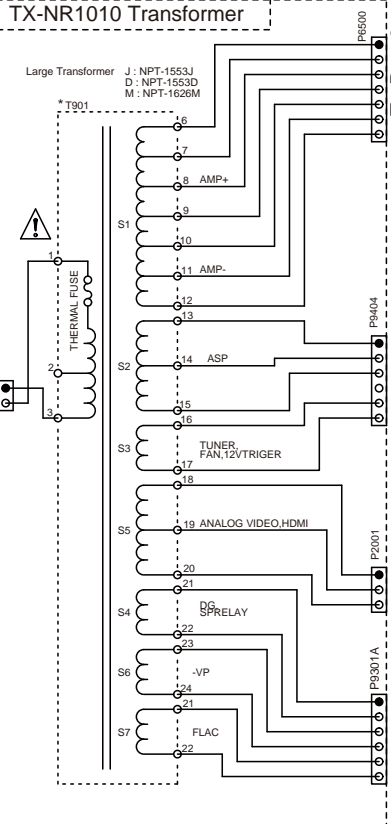 TX-NR1010 Transformer
P6500
Large Transformer J : NPT-1553J
D : NPT-1553D
M : NPT-1626M
* T901
6
7
8 AMP+
9
S1
10
11 AMP-
12
1
THERMAL FUSE
2
3
13
P9404
S2
14 ASP
15
16
S3
TUNER,
FAN,12VTRIGER
17
18
S5
19 ANALOG VIDEO,HDMI
P2001
20
21
S4
DG,
SPRELAY
22
23
S6
-VP
P9301A
24
21
S7
FLAC
22